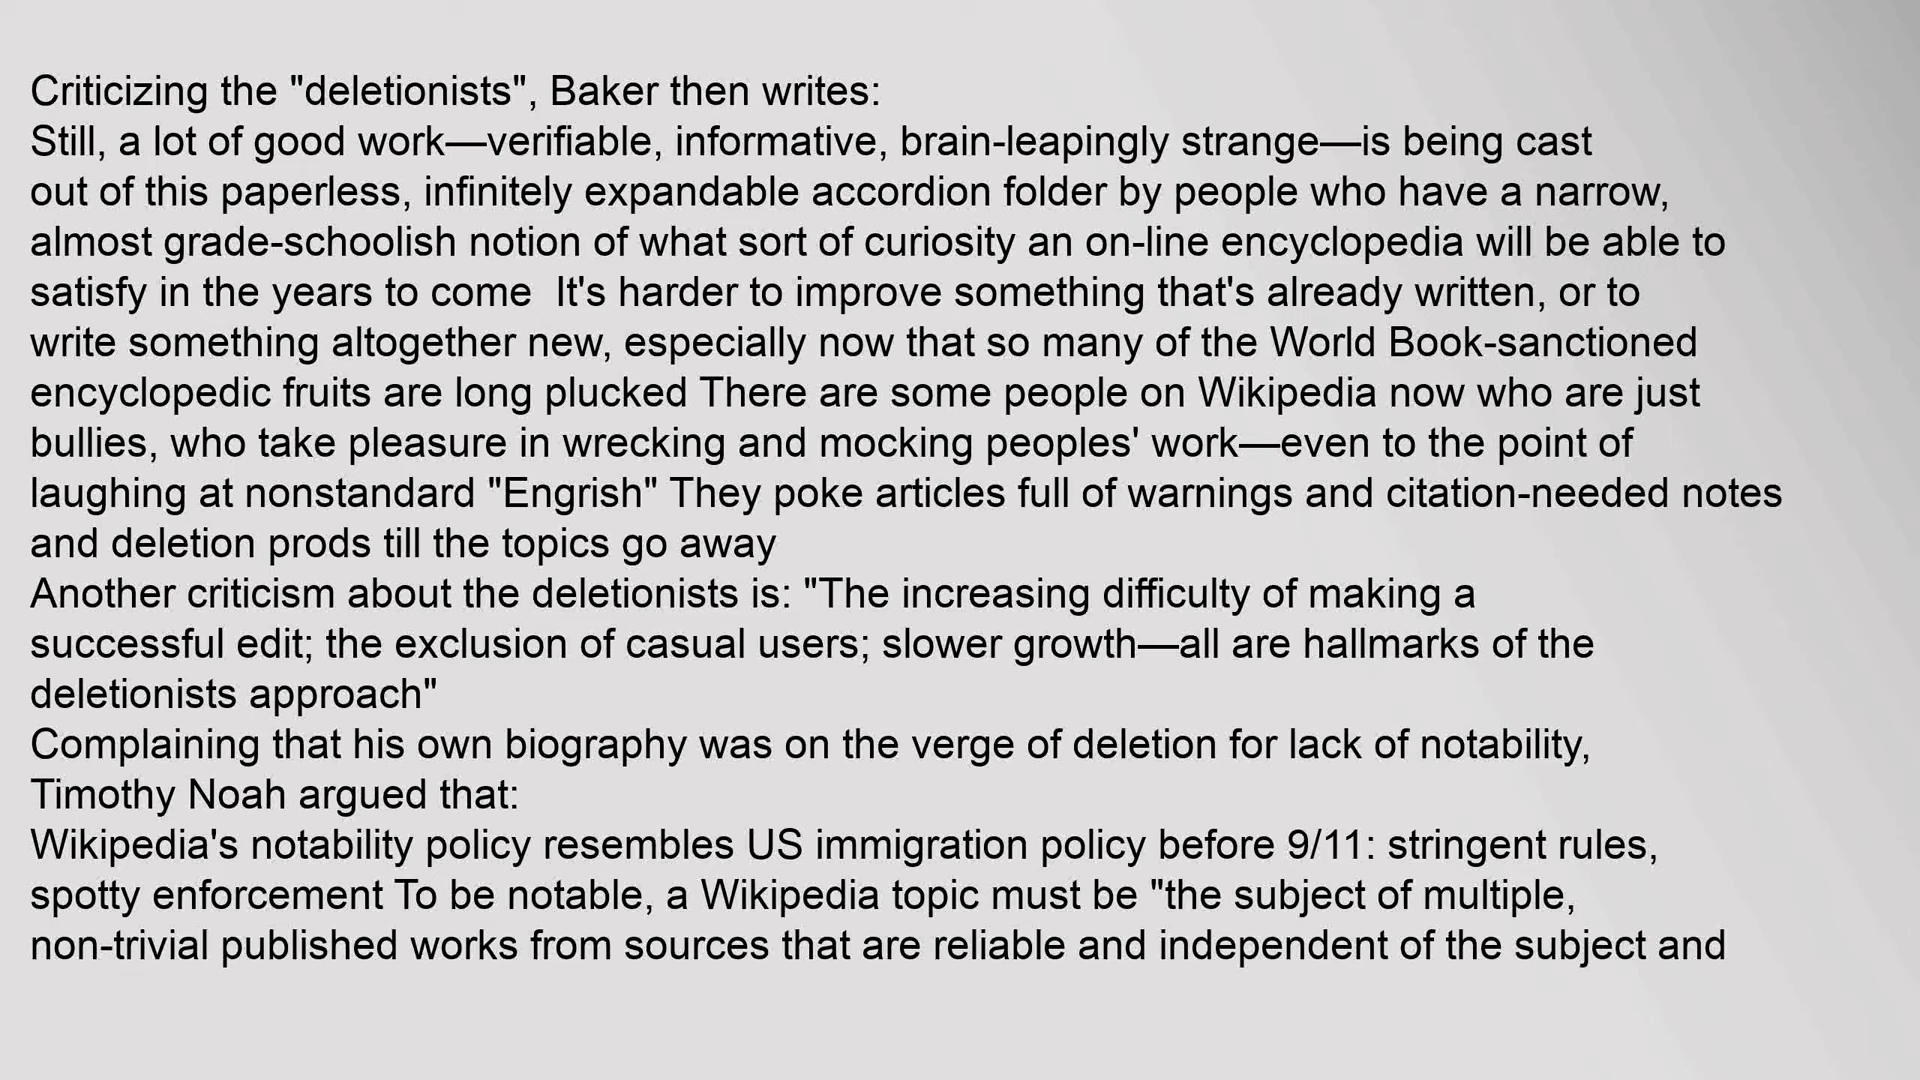 Criticizing the "deletionists", Baker then writes:
Still, a lot of good work—verifiable, informative, brain-leapingly strange—is being cast
out of this paperless, infinitely expandable accordion folder by people who have a narrow,
almost grade-schoolish notion of what sort of curiosity an on-line encyclopedia will be able to
satisfy in the years to come  It's harder to improve something that's already written, or to
write something altogether new, especially now that so many of the World Book-sanctioned
encyclopedic fruits are long plucked There are some people on Wikipedia now who are just
bullies, who take pleasure in wrecking and mocking peoples' work—even to the point of
laughing at nonstandard "Engrish" They poke articles full of warnings and citation-needed notes
and deletion prods till the topics go away
Another criticism about the deletionists is: "The increasing difficulty of making a
successful edit; the exclusion of casual users; slower growth—all are hallmarks of the
deletionists approach"
Complaining that his own biography was on the verge of deletion for lack of notability,
Timothy Noah argued that:
Wikipedia's notability policy resembles US immigration policy before 9/11: stringent rules,
spotty enforcement To be notable, a Wikipedia topic must be "the subject of multiple,
non-trivial published works from sources that are reliable and independent of the subject and